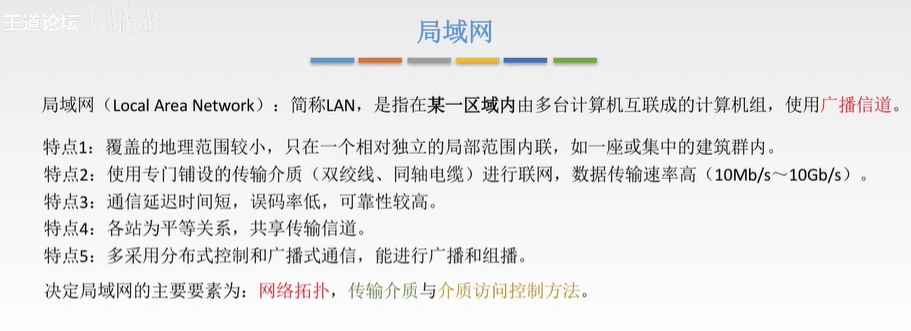 王道论坛
局域网
局域网（Local Area Network）：简称LAN，是指在某一区域内由多台计算机互联成的计算机组，使用广播信道。
特点1：覆盖的地理范围较小，只在一个相对独立的局部范围内联，如一座或集中的建筑群内。
特点2：使用专门铺设的传输介质（双绞线、同轴电缆）进行联网，数据传输速率高（10Mb/s～10Gb/s）。
特点3：通信延迟时间短，误码率低，可靠性较高。
特点4：各站为平等关系，共享传输信道。
特点5：多采用分布式控制和广播式通信，能进行广播和组播。
决定局域网的主要要素为：网络拓扑，传输介质与介质访问控制方法。